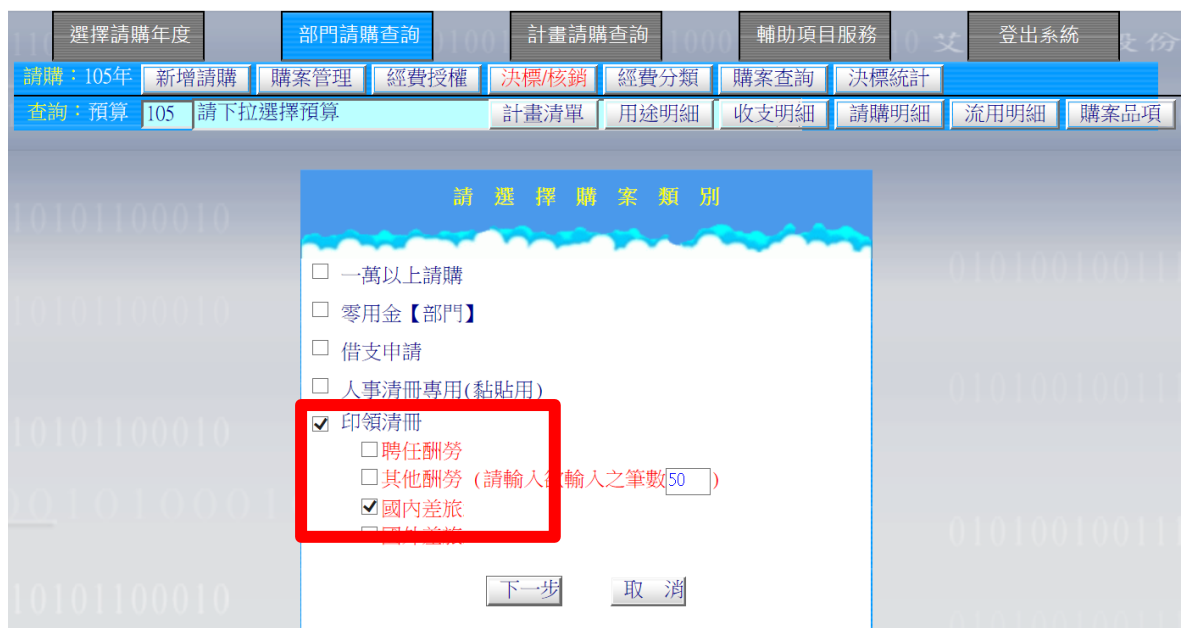 選擇請購年度 部門請購查詢 計畫請購查詢 輔助項目服務 登出系統
請購：105年 新增請購 購案管理 經費授權 決標/核銷 經費分類 購案查詢 決標統計
查詢：預算 105 請下拉選擇預算 計畫清單 用途明細 收支明細 請購明細 流用明細 購案品項
請選擇購案類別
一萬以上請購
零用金【部門】
借支申請
人事清冊專用(黏貼用)
印領清冊
聘任酬勞
其他酬勞（請輸入欲輸入之筆數50）
國內差旅
國外差旅
下一步 取 消